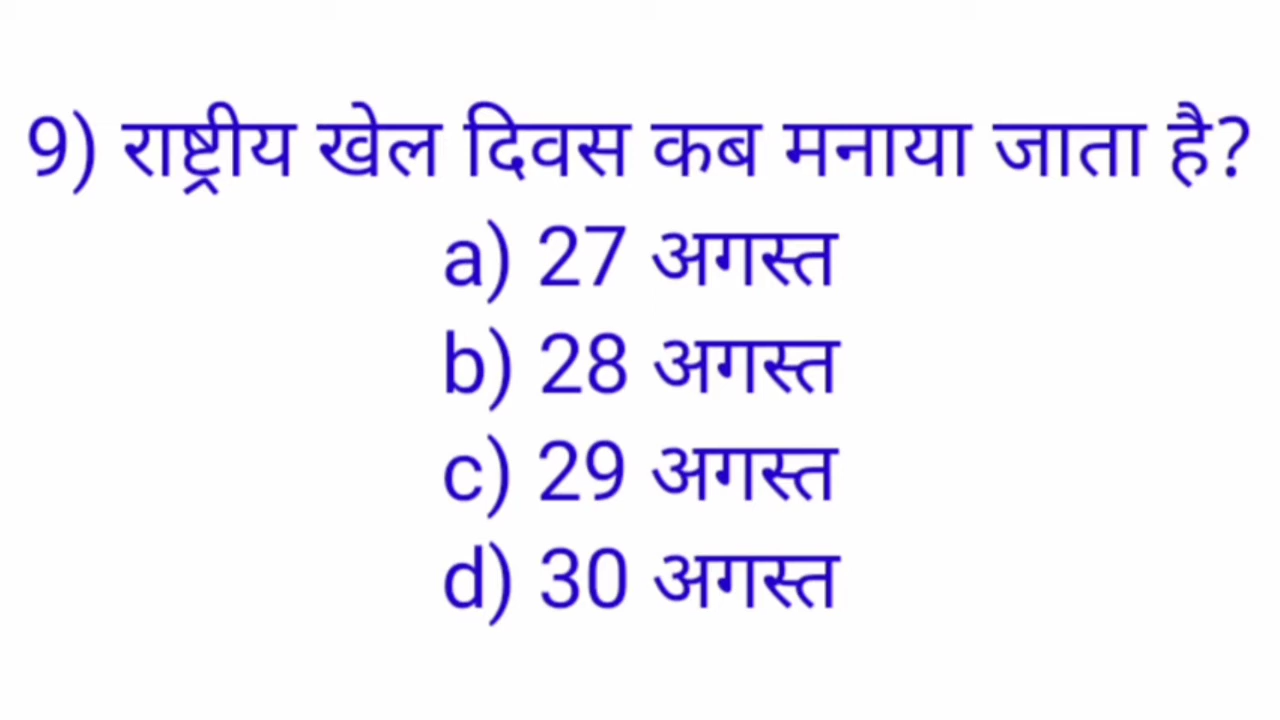 9) राष्ट्रीय खेल दिवस कब मनाया जाता है?
a) 27 अगस्त
b) 28 अगस्त
c) 29 अगस्त
d) 30 अगस्त